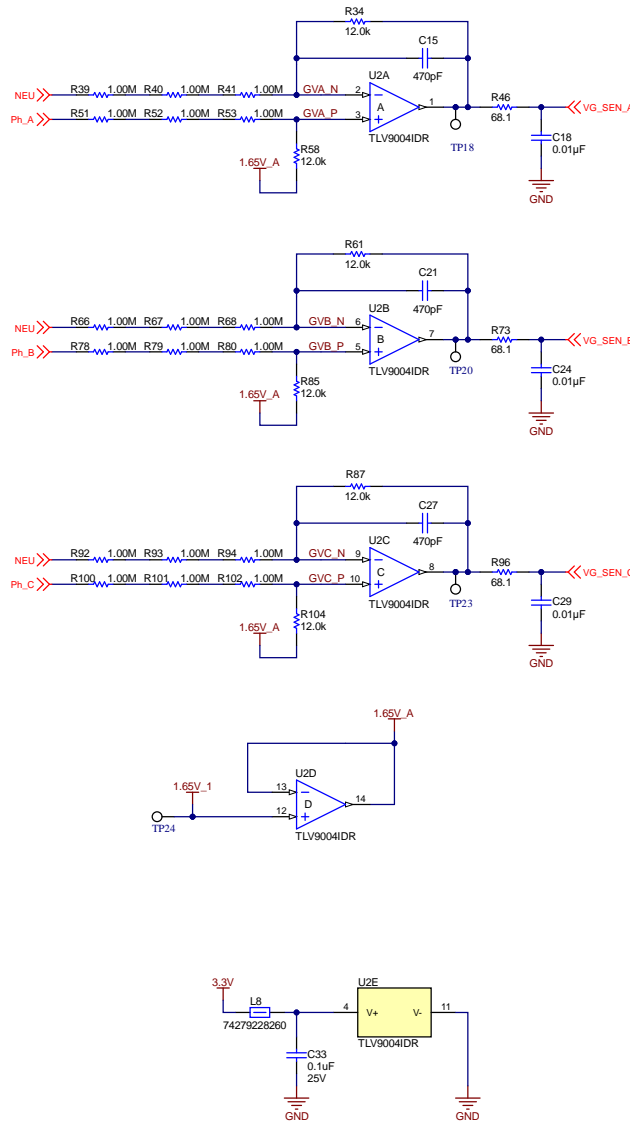 R34
12.0k
C15
470pF
U2A
NEU R39 1.00M R40 1.00M R41 1.00M GVA_N 2
Ph_A R51 1.00M R52 1.00M R53 1.00M GVA_P 3
A
1
R46
68.1
VG_SEN_A
TLV9004IDR
TP18
C18
0.01µF
GND
R58
12.0k
1.65V_A
R61
12.0k
C21
470pF
U2B
NEU R66 1.00M R67 1.00M R68 1.00M GVB_N 6
Ph_B R78 1.00M R79 1.00M R80 1.00M GVB_P 5
B
7
R73
68.1
VG_SEN_B
TLV9004IDR
TP20
C24
0.01µF
GND
R85
12.0k
1.65V_A
R87
12.0k
C27
470pF
U2C
NEU R92 1.00M R93 1.00M R94 1.00M GVC_N 9
Ph_C R100 1.00M R101 1.00M R102 1.00M GVC_P 10
C
8
R96
68.1
VG_SEN_C
TLV9004IDR
TP23
C29
0.01µF
GND
R104
12.0k
1.65V_A
1.65V_A
U2D
13
D
14
12
1.65V_1
TP24
TLV9004IDR
3.3V
L8
74279228260
U2E
4 V+ V- 11
TLV9004IDR
C33
0.1uF
25V
GND
GND